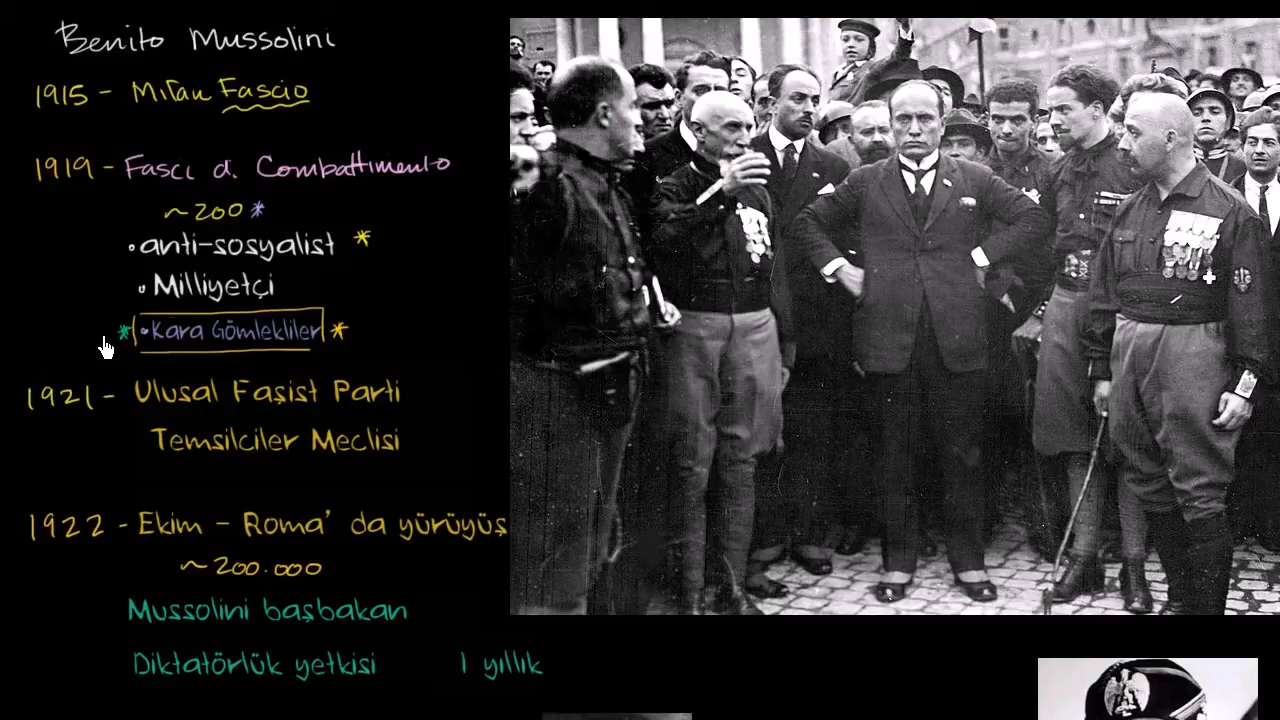 Benito Mussolini
1915 - Milan Fascio
1919 - Fasci d. Combattimento
~ 200 *
• anti-sosyalist *
• Milliyetçi
* • Kara Gömlekliler *
1921 - Ulusal Faşist Parti
Temsilciler Meclisi
1922 - Ekim - Roma' da yürüyüş
~ 200.000
Mussolini başbakan
Diktatörlük yetkisi 1 yıllık